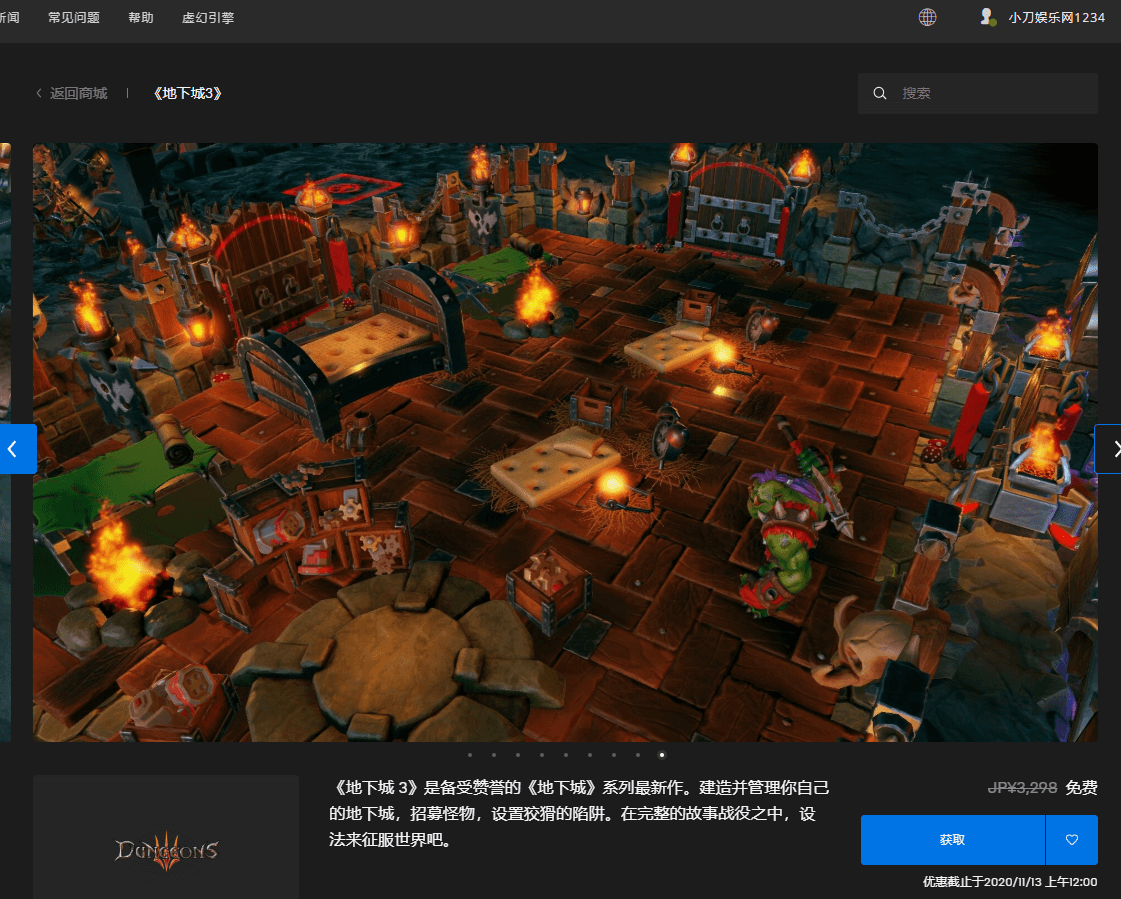 新闻 常见问题 帮助 虚幻引擎 小刀娱乐网1234
返回商城 《地下城3》 搜索
《地下城 3》是备受赞誉的《地下城》系列最新作。建造并管理你自己
的地下城，招募怪物，设置狡猾的陷阱。在完整的故事战役之中，设
法来征服世界吧。
JP¥3,298 免费
获取
优惠截止于2020/11/13 上午12:00
DUNGEONS